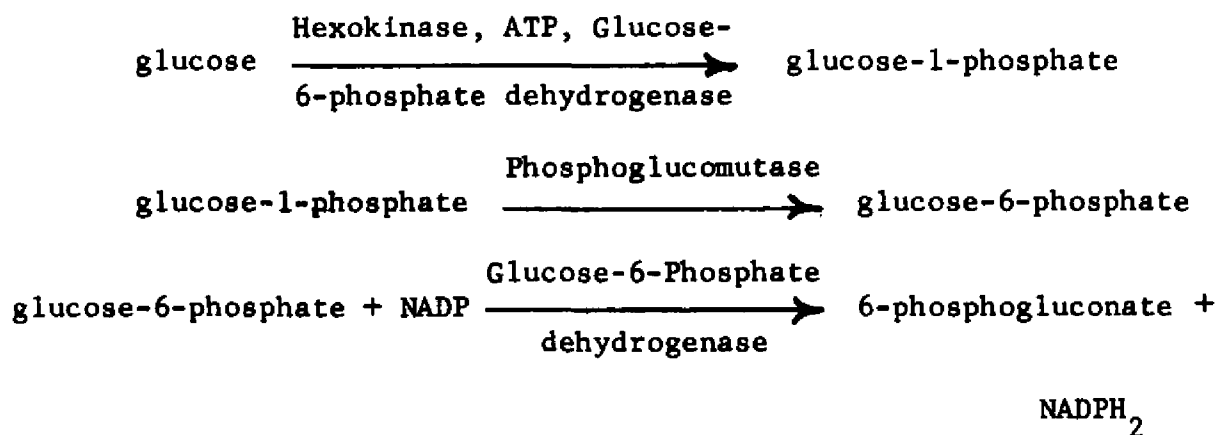 Hexokinase, ATP, Glucose-
glucose glucose-1-phosphate
6-phosphate dehydrogenase
Phosphoglucomutase
glucose-1-phosphate glucose-6-phosphate
Glucose-6-Phosphate
glucose-6-phosphate + NADP 6-phosphogluconate +
dehydrogenase
NADPH2